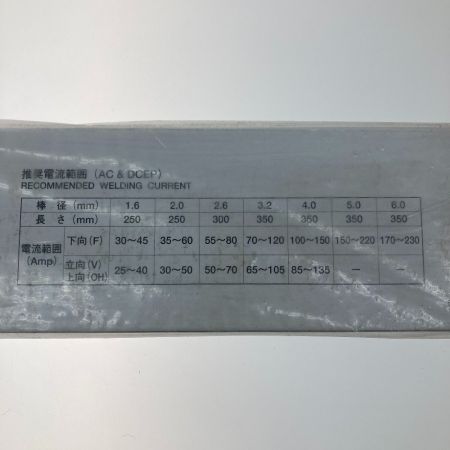 推奨電流範囲 (AC & DCEP)
RECOMMENDED WELDING CURRENT
棒 径(mm) 1.6 2.0 2.6 3.2 4.0 5.0 6.0
長 さ(mm) 250 250 300 350 350 350 350
電流範囲(Amp) 下向(F) 30〜45 35〜60 55〜80 70〜120 100〜150 150〜220 170〜230
立向(V) 上向(OH) 25〜40 30〜50 50〜70 65〜105 85〜135 — —